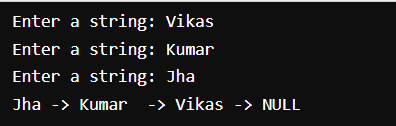 Enter a string: Vikas
Enter a string: Kumar
Enter a string: Jha
Jha -> Kumar  -> Vikas -> NULL